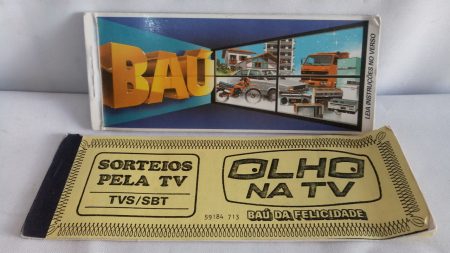 BAÚ
LEIA INSTRUÇÕES NO VERSO
SORTEIOS
PELA TV
TVS/SBT
OLHO
NA TV
59184 713
BAÚ DA FELICIDADE